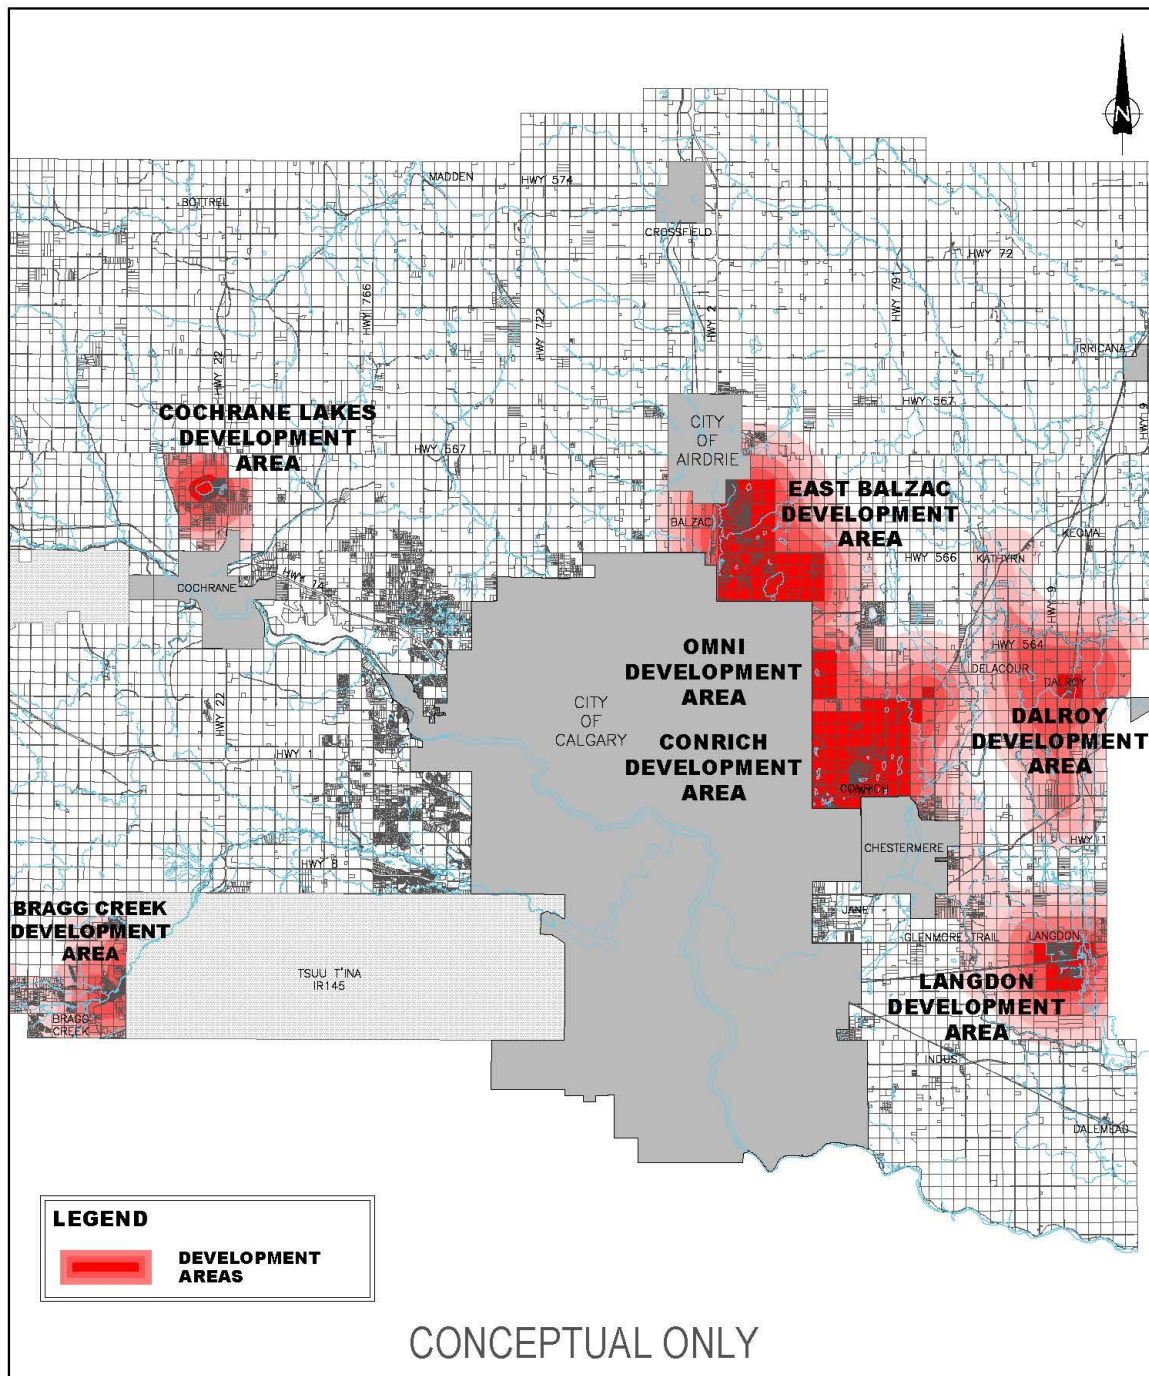 N
MADDEN
HWY 574
BOTTREL
CROSSFIELD
HWY 72
HWY 791
HWY 766
HWY 2
HWY 722
IRRICANA
HWY 22
HWY 567
HWY 9
COCHRANE LAKES
DEVELOPMENT
AREA
CITY
OF
AIRDRIE
HWY 567
EAST BALZAC
DEVELOPMENT
AREA
BALZAC
KEOMA
HWY 566
KATHYRN
HWY 1A
COCHRANE
HWY 9
OMNI
DEVELOPMENT
AREA
HWY 564
DELACOUR
DALROY
HWY 22
CITY
OF
CALGARY
DALROY
DEVELOPMENT
AREA
CONRICH
DEVELOPMENT
AREA
HWY 1
CONRICH
HWY 1
CHESTERMERE
HWY 8
BRAGG CREEK
DEVELOPMENT
AREA
JANET
GLENMORE TRAIL
LANGDON
TSUU T'INA
IR145
LANGDON
DEVELOPMENT
AREA
BRAGG
CREEK
INDUS
DALEMEAD
LEGEND
DEVELOPMENT
AREAS
CONCEPTUAL ONLY